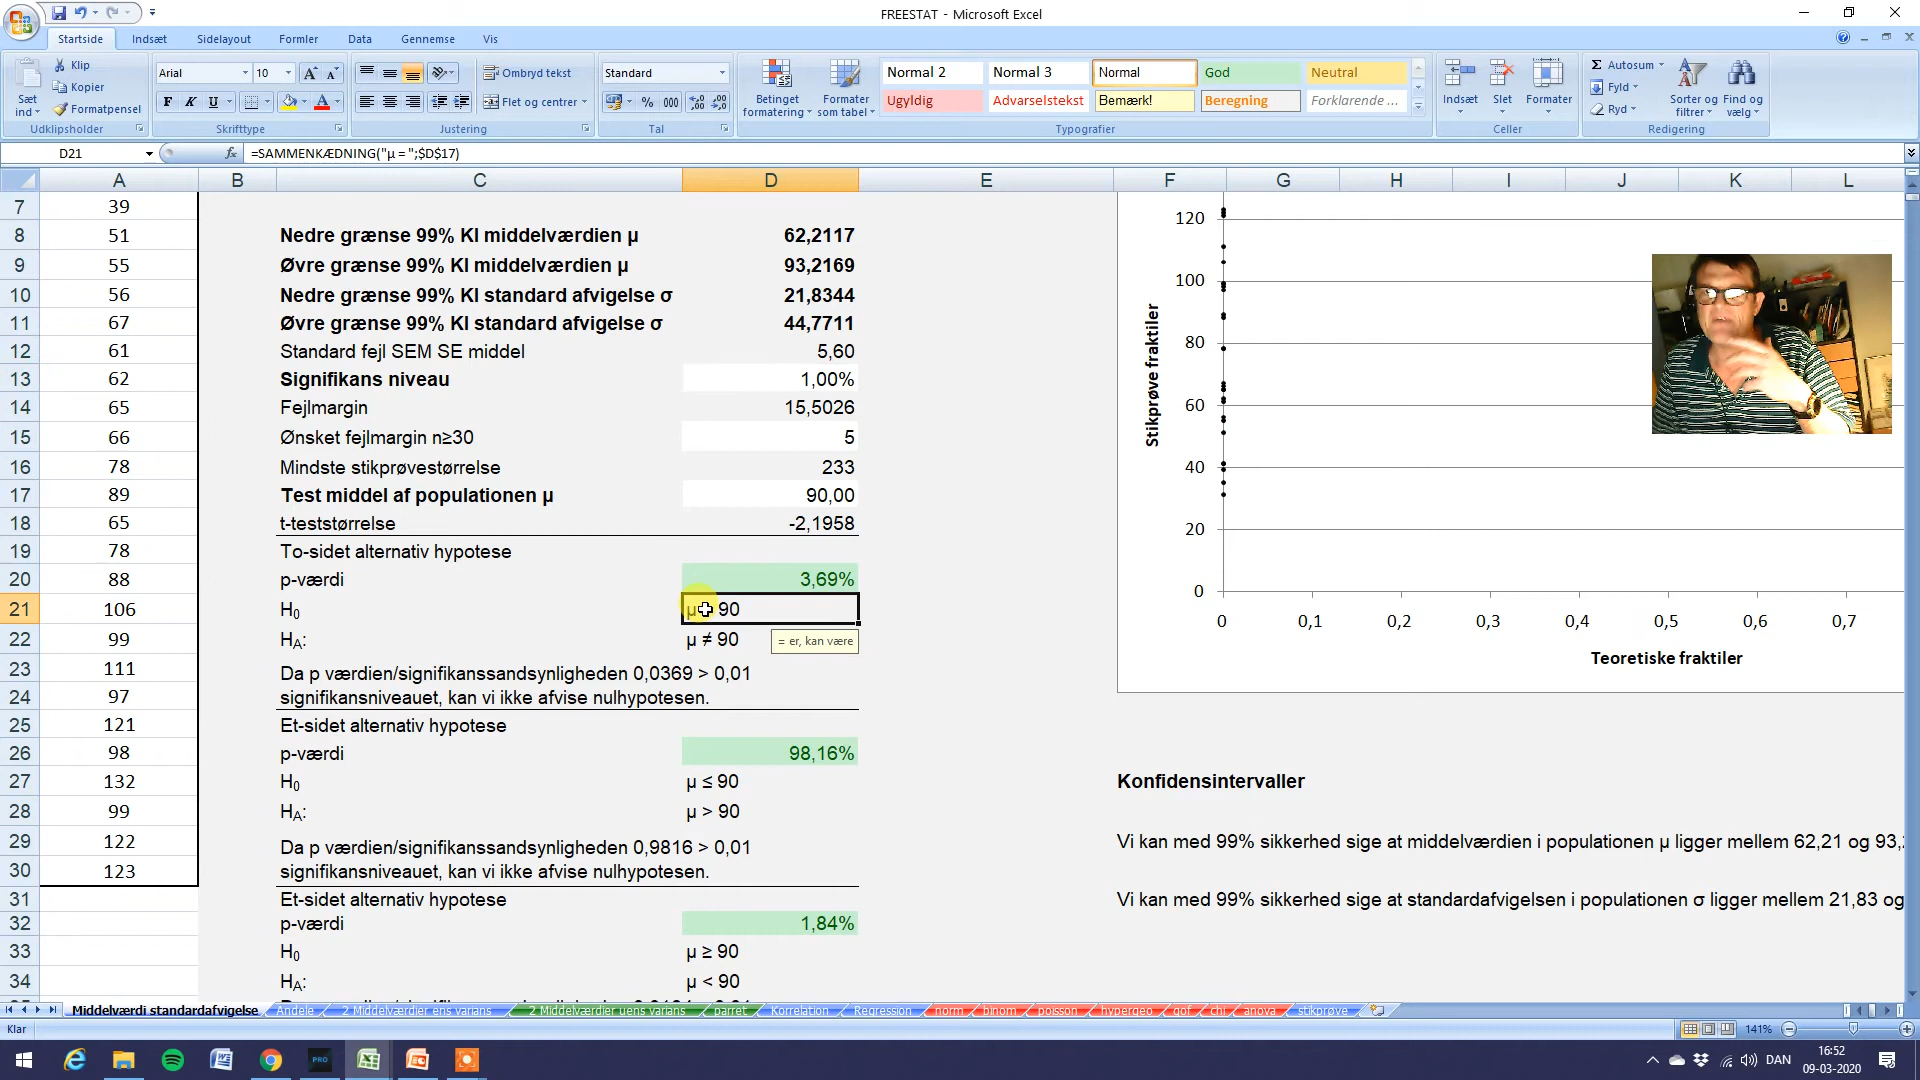 FREESTAT - Microsoft Excel
Startside Indsæt Sidelayout Formler Data Gennemse Vis
Sæt ind
Klip
Kopier
Formatpensel
Udklipsholder
Arial 10
F K U
Skrifttype
Ombryd tekst
Flet og centrer
Justering
Standard
% 000
Tal
Betinget formatering
Formater som tabel
Normal 2 Normal 3 Normal God Neutral
Ugyldig Advarselstekst Bemærk! Beregning Forklarende ...
Typografier
Indsæt Slet Formater
Celler
Σ Autosum
Fyld
Ryd
Sorter og filtrer
Find og vælg
Redigering
D21 fx =SAMMENKÆDNING("μ = ";$D$17)
A B C D E F G H I J K L
7 39
8 51 Nedre grænse 99% KI middelværdien μ 62,2117
9 55 Øvre grænse 99% KI middelværdien μ 93,2169
10 56 Nedre grænse 99% KI standard afvigelse σ 21,8344
11 67 Øvre grænse 99% KI standard afvigelse σ 44,7711
12 61 Standard fejl SEM SE middel 5,60
13 62 Signifikans niveau 1,00%
14 65 Fejlmargin 15,5026
15 66 Ønsket fejlmargin n≥30 5
16 78 Mindste stikprøvestørrelse 233
17 89 Test middel af populationen μ 90,00
18 65 t-teststørrelse -2,1958
19 78 To-sidet alternativ hypotese
20 88 p-værdi 3,69%
21 106 H0 μ 90
22 99 HA: μ ≠ 90
= er, kan være
23 111 Da p værdien/signifikanssandsynligheden 0,0369 > 0,01
24 97 signifikansniveauet, kan vi ikke afvise nulhypotesen.
25 121 Et-sidet alternativ hypotese
26 98 p-værdi 98,16%
27 132 H0 μ ≤ 90
28 99 HA: μ > 90
29 122 Da p værdien/signifikanssandsynligheden 0,9816 > 0,01
30 123 signifikansniveauet, kan vi ikke afvise nulhypotesen.
31 Et-sidet alternativ hypotese
32 p-værdi 1,84%
33 H0 μ ≥ 90
34 HA: μ < 90
Stikprøve fraktiler
120
100
80
60
40
20
0
0 0,1 0,2 0,3 0,4 0,5 0,6 0,7
Teoretiske fraktiler
Konfidensintervaller
Vi kan med 99% sikkerhed sige at middelværdien i populationen μ ligger mellem 62,21 og 93,
Vi kan med 99% sikkerhed sige at standardafvigelsen i populationen σ ligger mellem 21,83 og
Middelværdi standardafvigelse Andele 2 Middelværdier ens varians 2 Middelværdier uens varians parret Korrelation Regression norm binom poisson hypergeo gof chi anova stikprøve
Klar
141%
PRO
DAN
16:52
09-03-2020